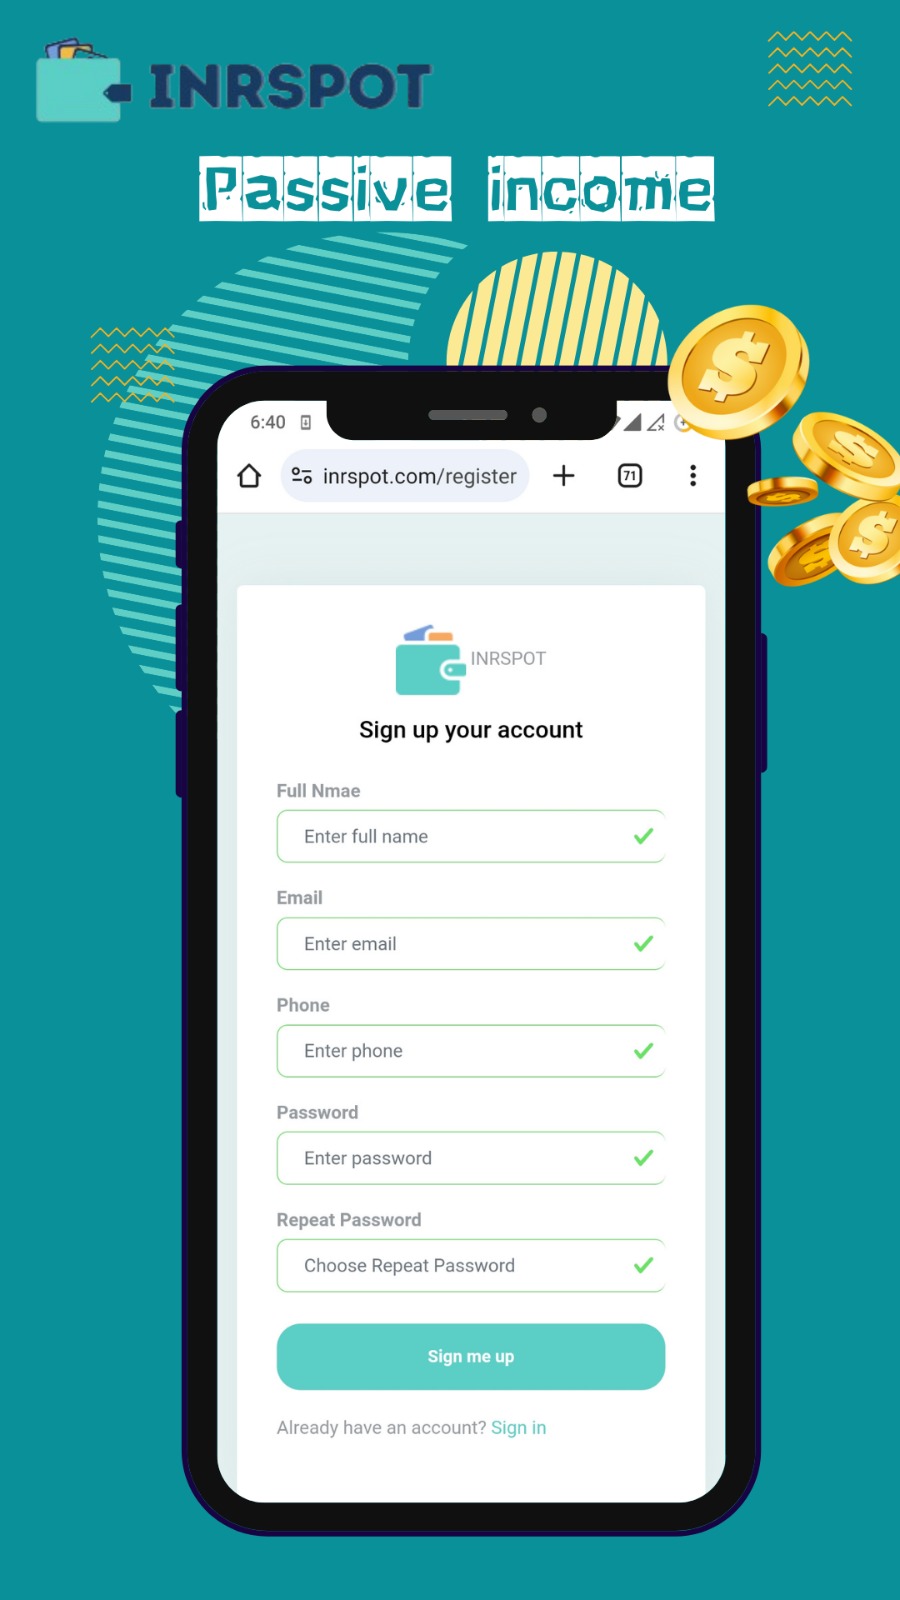 INRSPOT
Passive income
6:40
inrspot.com/register
71
INRSPOT
Sign up your account
Full Nmae
Enter full name
Email
Enter email
Phone
Enter phone
Password
Enter password
Repeat Password
Choose Repeat Password
Sign me up
Already have an account? Sign in